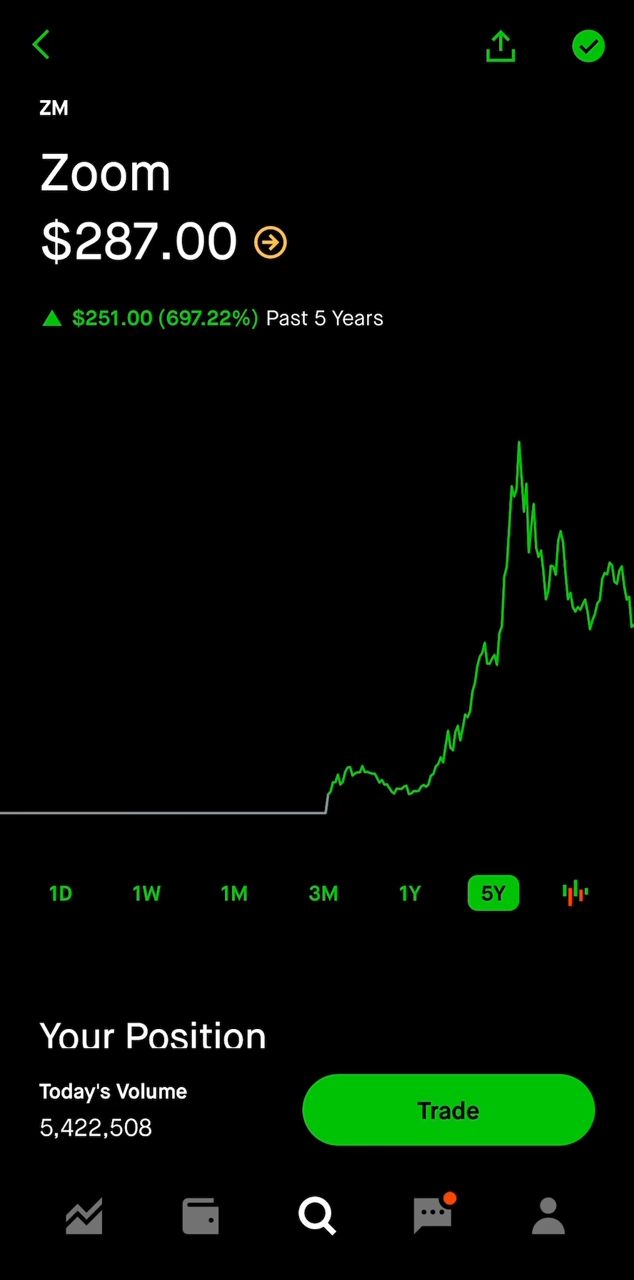 ZM
Zoom
$287.00
$251.00 (697.22%) Past 5 Years
1D 1W 1M 3M 1Y 5Y
Your Position
Today's Volume
5,422,508
Trade